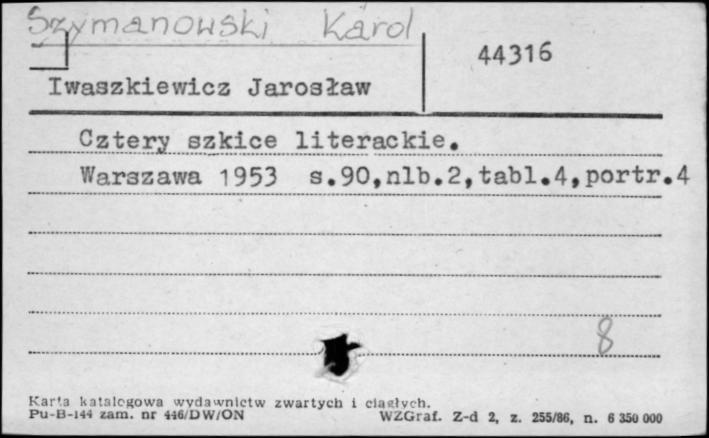 Szymanowski Karol
44316
Iwaszkiewicz Jarosław
Cztery szkice literackie.
Warszawa 1953 s.90,nlb.2,tabl.4,portr.4
8
Karta katalogowa wydawnictw zwartych i ciągłych.
Pu-B-144 zam. nr 446/DW/ON WZGraf. Z-d 2, z. 255/86, n. 6 350 000